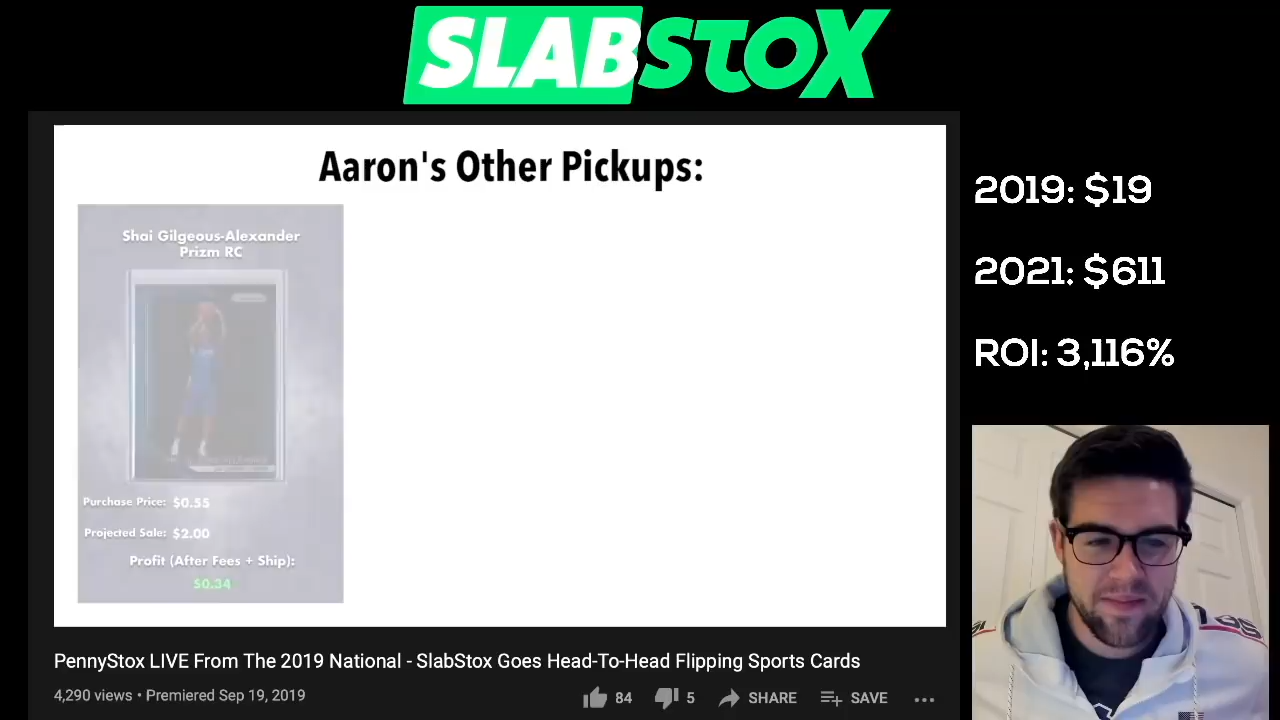 SLABSTOX
Aaron's Other Pickups:
Shai Gilgeous-Alexander
Prizm RC
Purchase Price: $0.55
Projected Sale: $2.00
Profit (After Fees + Ship):
$0.34
2019: $19
2021: $611
ROI: 3,116%
PennyStox LIVE From The 2019 National - SlabStox Goes Head-To-Head Flipping Sports Cards
4,290 views • Premiered Sep 19, 2019
84
5
SHARE
SAVE